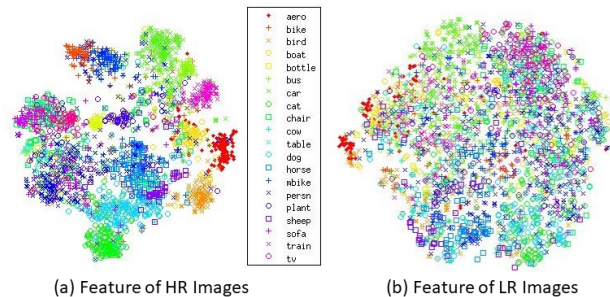 aero
bike
bird
boat
bottle
bus
car
cat
chair
cow
table
dog
horse
mbike
persn
plant
sheep
sofa
train
tv
(a) Feature of HR Images
(b) Feature of LR Images